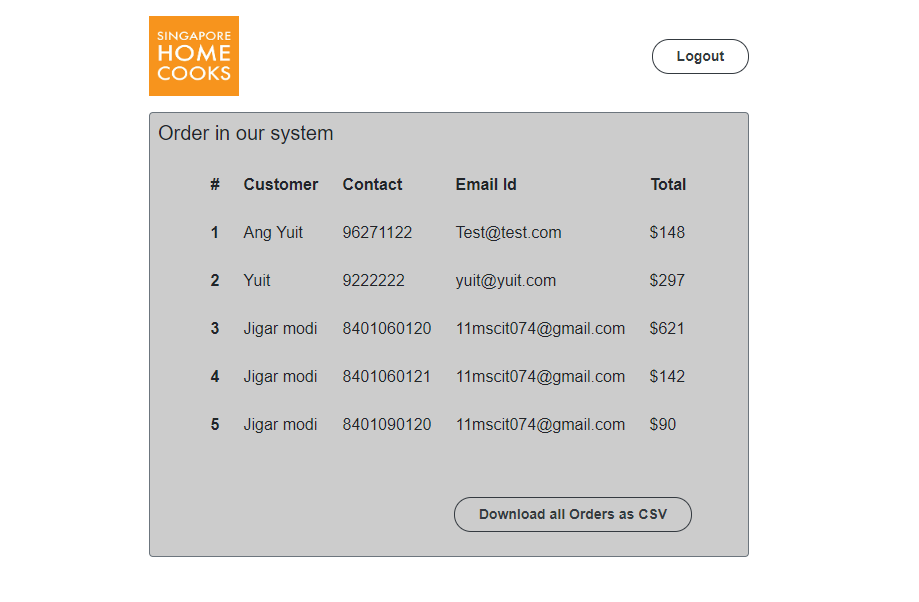 SINGAPORE
HOME
COOKS
Logout
Order in our system
# Customer Contact Email Id Total
1 Ang Yuit 96271122 Test@test.com $148
2 Yuit 9222222 yuit@yuit.com $297
3 Jigar modi 8401060120 11mscit074@gmail.com $621
4 Jigar modi 8401060121 11mscit074@gmail.com $142
5 Jigar modi 8401090120 11mscit074@gmail.com $90
Download all Orders as CSV